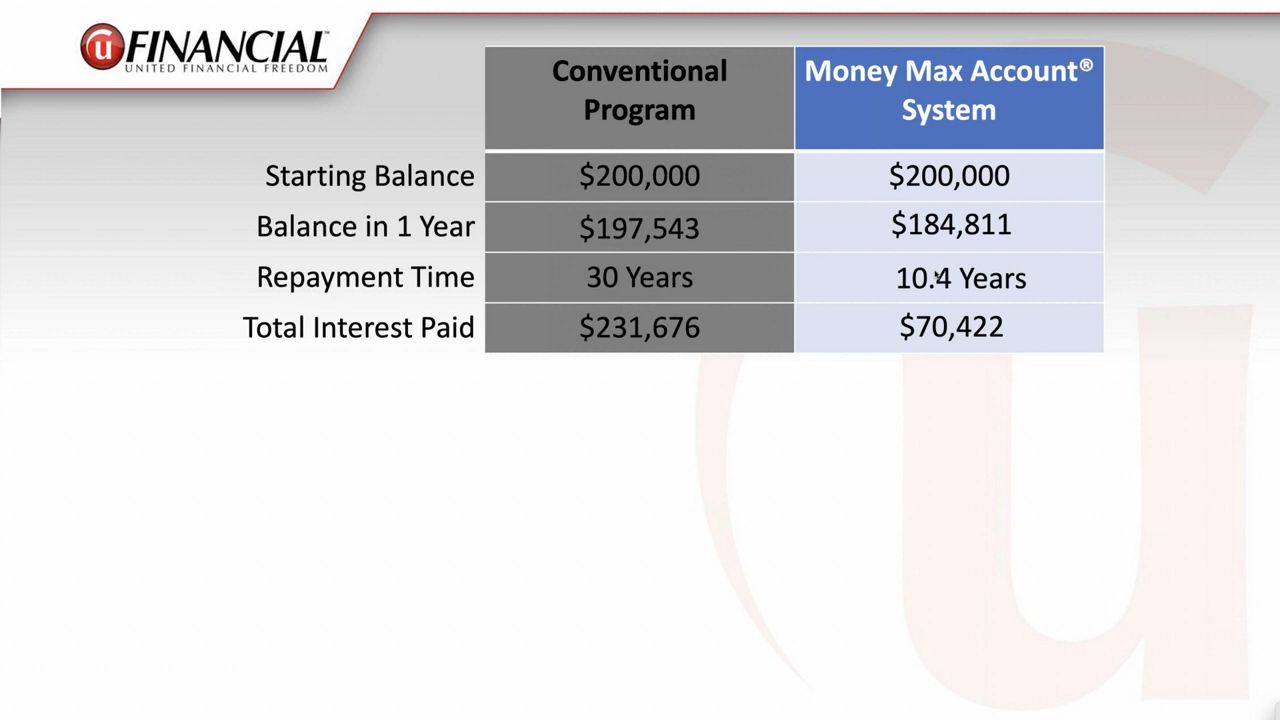 u FINANCIAL™
UNITED FINANCIAL FREEDOM
Conventional Program
Money Max Account® System
Starting Balance $200,000 $200,000
Balance in 1 Year $197,543 $184,811
Repayment Time 30 Years 10.4 Years
Total Interest Paid $231,676 $70,422
u